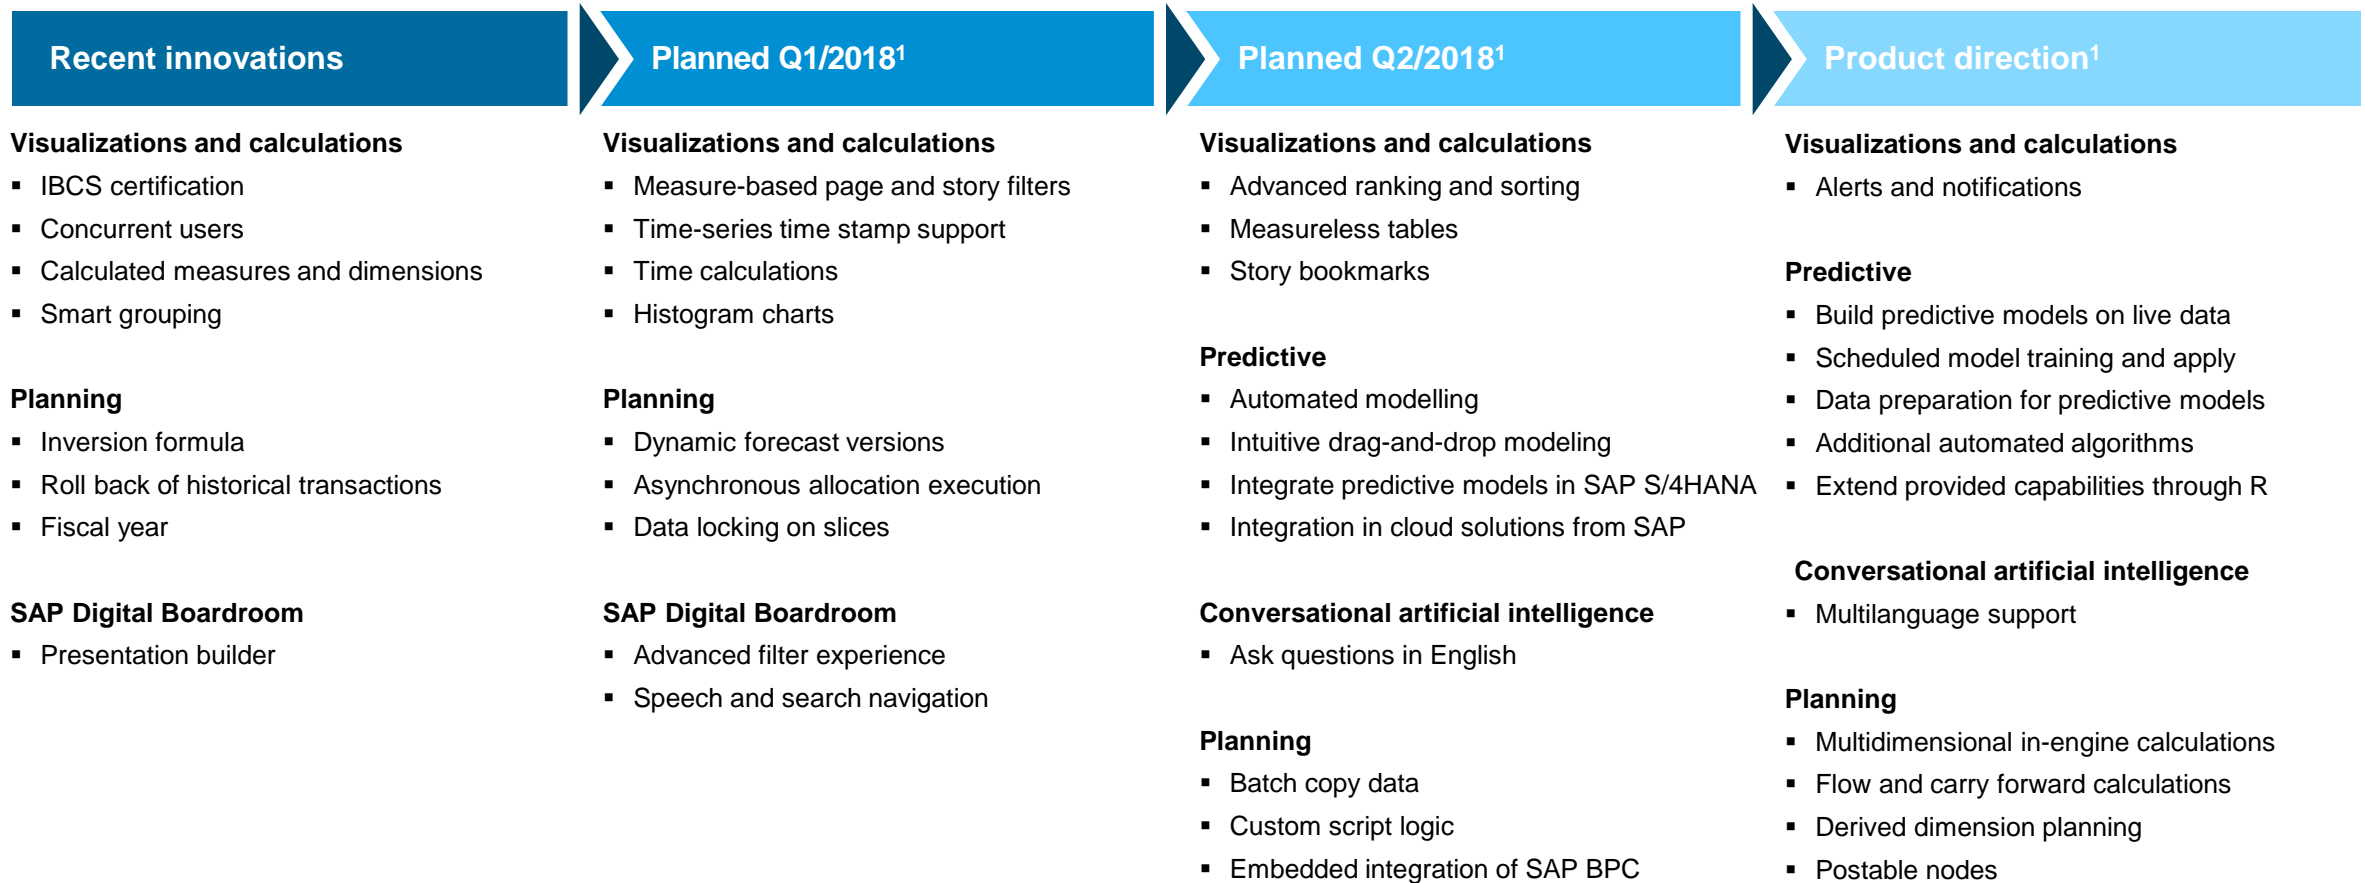 Recent innovations
Visualizations and calculations
▪ IBCS certification
▪ Concurrent users
▪ Calculated measures and dimensions
▪ Smart grouping
Planning
▪ Inversion formula
▪ Roll back of historical transactions
▪ Fiscal year
SAP Digital Boardroom
▪ Presentation builder
Planned Q1/2018¹
Visualizations and calculations
▪ Measure-based page and story filters
▪ Time-series time stamp support
▪ Time calculations
▪ Histogram charts
Planning
▪ Dynamic forecast versions
▪ Asynchronous allocation execution
▪ Data locking on slices
SAP Digital Boardroom
▪ Advanced filter experience
▪ Speech and search navigation
Planned Q2/2018¹
Visualizations and calculations
▪ Advanced ranking and sorting
▪ Measureless tables
▪ Story bookmarks
Predictive
▪ Automated modelling
▪ Intuitive drag-and-drop modeling
▪ Integrate predictive models in SAP S/4HANA
▪ Integration in cloud solutions from SAP
Conversational artificial intelligence
▪ Ask questions in English
Planning
▪ Batch copy data
▪ Custom script logic
▪ Embedded integration of SAP BPC
Product direction¹
Visualizations and calculations
▪ Alerts and notifications
Predictive
▪ Build predictive models on live data
▪ Scheduled model training and apply
▪ Data preparation for predictive models
▪ Additional automated algorithms
▪ Extend provided capabilities through R
Conversational artificial intelligence
▪ Multilanguage support
Planning
▪ Multidimensional in-engine calculations
▪ Flow and carry forward calculations
▪ Derived dimension planning
▪ Postable nodes